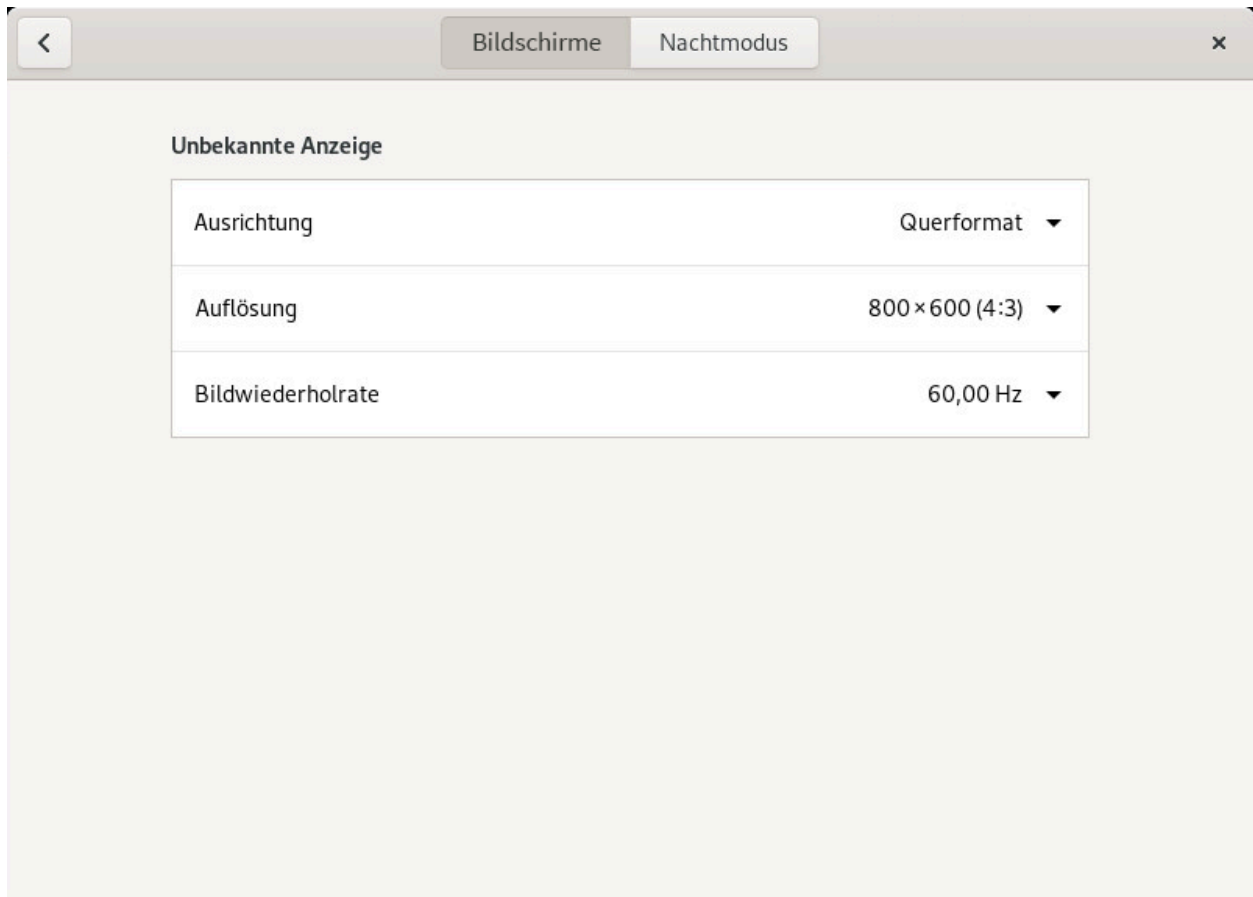 Bildschirme Nachtmodus
Unbekannte Anzeige
Ausrichtung Querformat
Auflösung 800×600 (4:3)
Bildwiederholrate 60,00 Hz